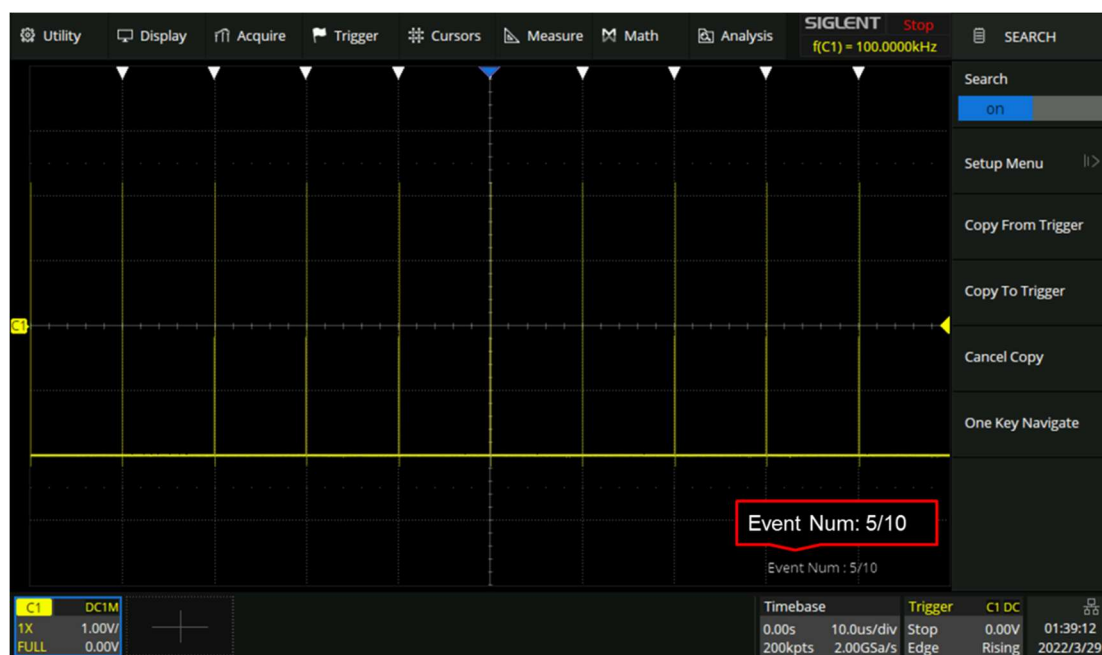 Utility Display Acquire Trigger Cursors Measure Math Analysis
SIGLENT Stop
f(C1) = 100.0000kHz
SEARCH
Search
on
Setup Menu
Copy From Trigger
Copy To Trigger
Cancel Copy
One Key Navigate
C1
Event Num: 5/10
Event Num : 5/10
C1 DC1M
1X 1.00V/
FULL 0.00V
Timebase
0.00s 10.0us/div
200kpts 2.00GSa/s
Trigger C1 DC
Stop 0.00V
Edge Rising
01:39:12
2022/3/29